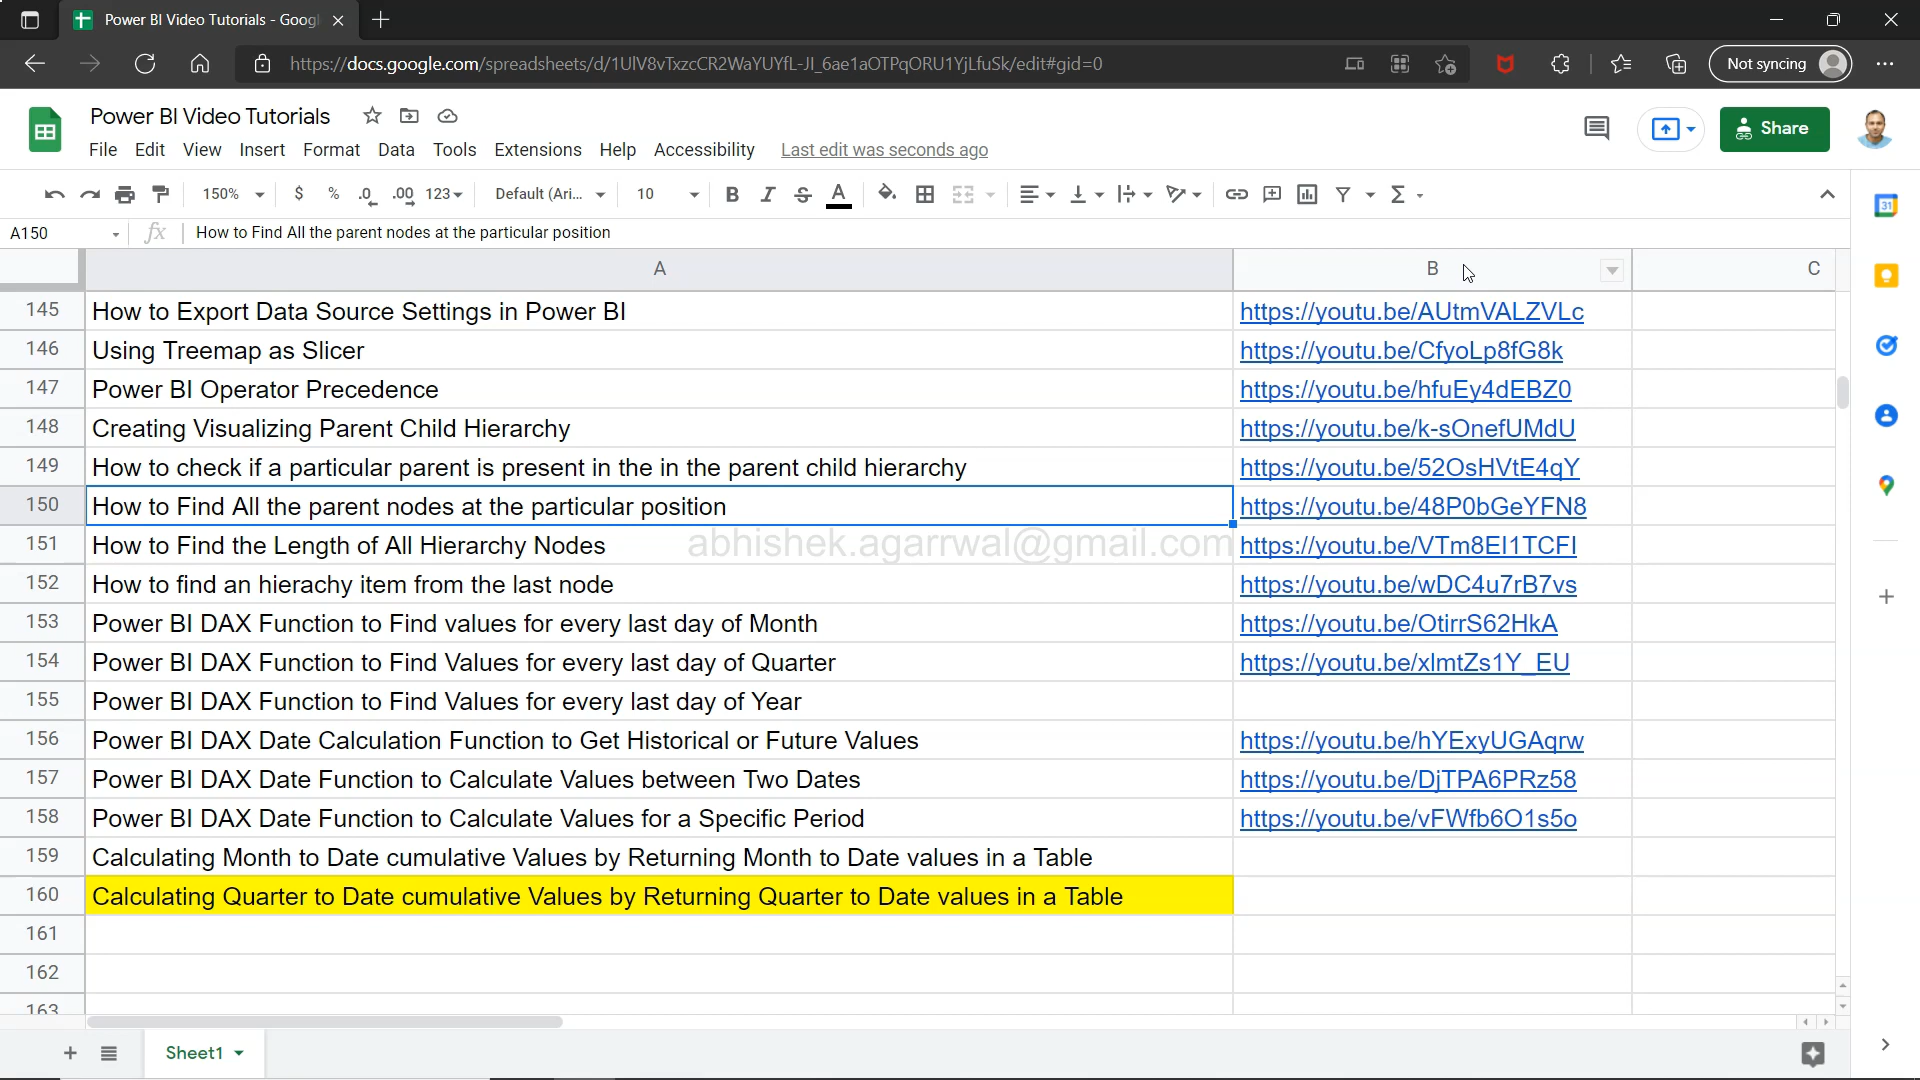 Power BI Video Tutorials - Googl
https://docs.google.com/spreadsheets/d/1UlV8vTxzcCR2WaYUYfL-JI_6ae1aOTPqORU1YjLfuSk/edit#gid=0
Not syncing
Power BI Video Tutorials
File Edit View Insert Format Data Tools Extensions Help Accessibility Last edit was seconds ago
Share
150% $ % .0 .00 123 Default (Ari... 10 B I S A Σ
A150 fx How to Find All the parent nodes at the particular position
A B C
145 How to Export Data Source Settings in Power BI https://youtu.be/AUtmVALZVLc
146 Using Treemap as Slicer https://youtu.be/CfyoLp8fG8k
147 Power BI Operator Precedence https://youtu.be/hfuEy4dEBZ0
148 Creating Visualizing Parent Child Hierarchy https://youtu.be/k-sOnefUMdU
149 How to check if a particular parent is present in the in the parent child hierarchy https://youtu.be/52OsHVtE4qY
150 How to Find All the parent nodes at the particular position https://youtu.be/48P0bGeYFN8
151 How to Find the Length of All Hierarchy Nodes https://youtu.be/VTm8EI1TCFI
abhishek.agarrwal@gmail.com
152 How to find an hierachy item from the last node https://youtu.be/wDC4u7rB7vs
153 Power BI DAX Function to Find values for every last day of Month https://youtu.be/OtirrS62HkA
154 Power BI DAX Function to Find Values for every last day of Quarter https://youtu.be/xlmtZs1Y_EU
155 Power BI DAX Function to Find Values for every last day of Year
156 Power BI DAX Date Calculation Function to Get Historical or Future Values https://youtu.be/hYExyUGAqrw
157 Power BI DAX Date Function to Calculate Values between Two Dates https://youtu.be/DjTPA6PRz58
158 Power BI DAX Date Function to Calculate Values for a Specific Period https://youtu.be/vFWfb6O1s5o
159 Calculating Month to Date cumulative Values by Returning Month to Date values in a Table
160 Calculating Quarter to Date cumulative Values by Returning Quarter to Date values in a Table
161
162
163
Sheet1
31